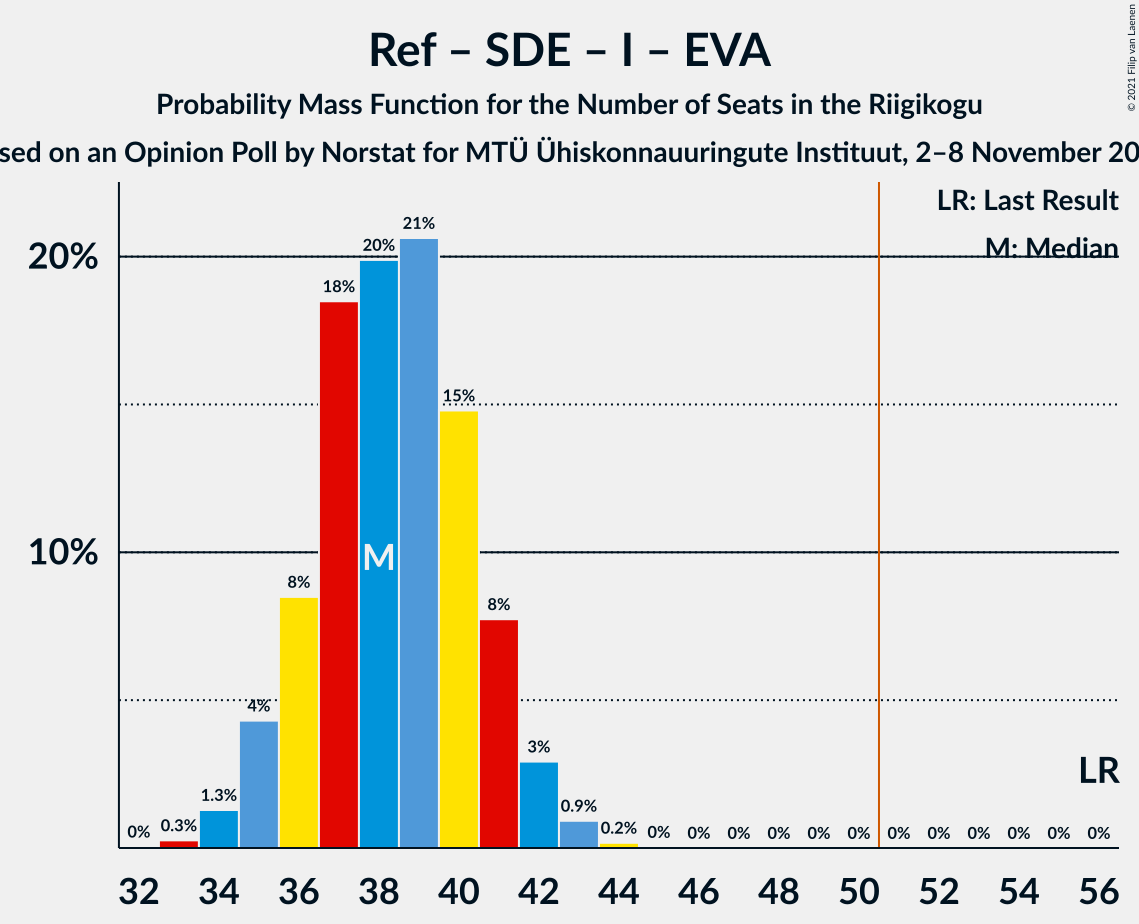 Ref – SDE – I – EVA
Probability Mass Function for the Number of Seats in the Riigikogu
sed on an Opinion Poll by Norstat for MTÜ Ühiskonnauuringute Instituut, 2–8 November 20
© 2021 Filip van Laenen
LR: Last Result
M: Median
20%
10%
0% 0.3% 1.3% 4% 8% 18% 20% 21% 15% 8% 3% 0.9% 0.2% 0% 0% 0% 0% 0% 0% 0% 0% 0% 0% 0% 0%
M
LR
32 34 36 38 40 42 44 46 48 50 52 54 56